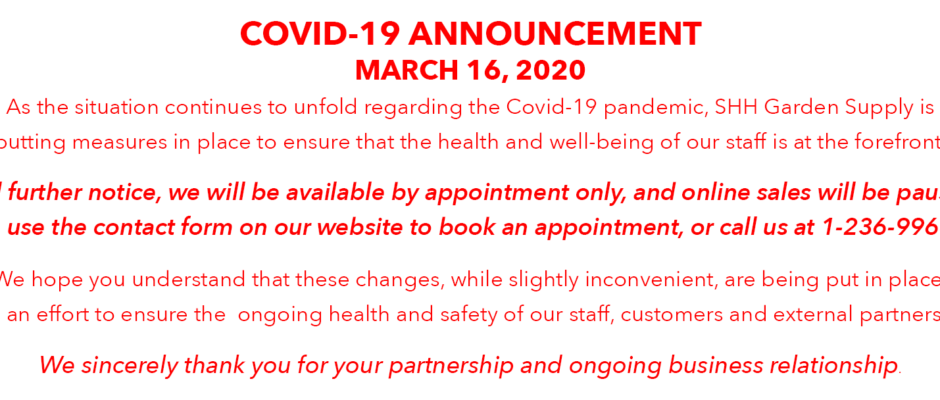 COVID-19 ANNOUNCEMENT
MARCH 16, 2020
As the situation continues to unfold regarding the Covid-19 pandemic, SHH Garden Supply is
putting measures in place to ensure that the health and well-being of our staff is at the forefront
further notice, we will be available by appointment only, and online sales will be
use the contact form on our website to book an appointment, or call us at 1-236-996
We hope you understand that these changes, while slightly inconvenient, are being put in place
an effort to ensure the  ongoing health and safety of our staff, customers and external partners
We sincerely thank you for your partnership and ongoing business relationship.